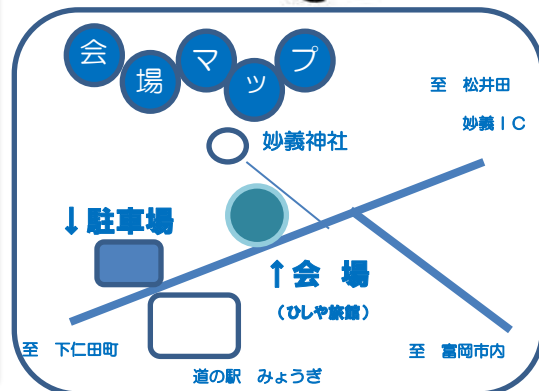 会場マップ
至　松井田
妙義ＩＣ
妙義神社
↓駐車場
↑会　場
（ひしや旅館）
至　下仁田町
至　富岡市内
道の駅　みょうぎ